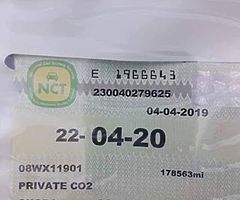 NCT
E 1966643
230040279625
04-04-2019
22-04-20
08WX11901
178563mi
PRIVATE CO2